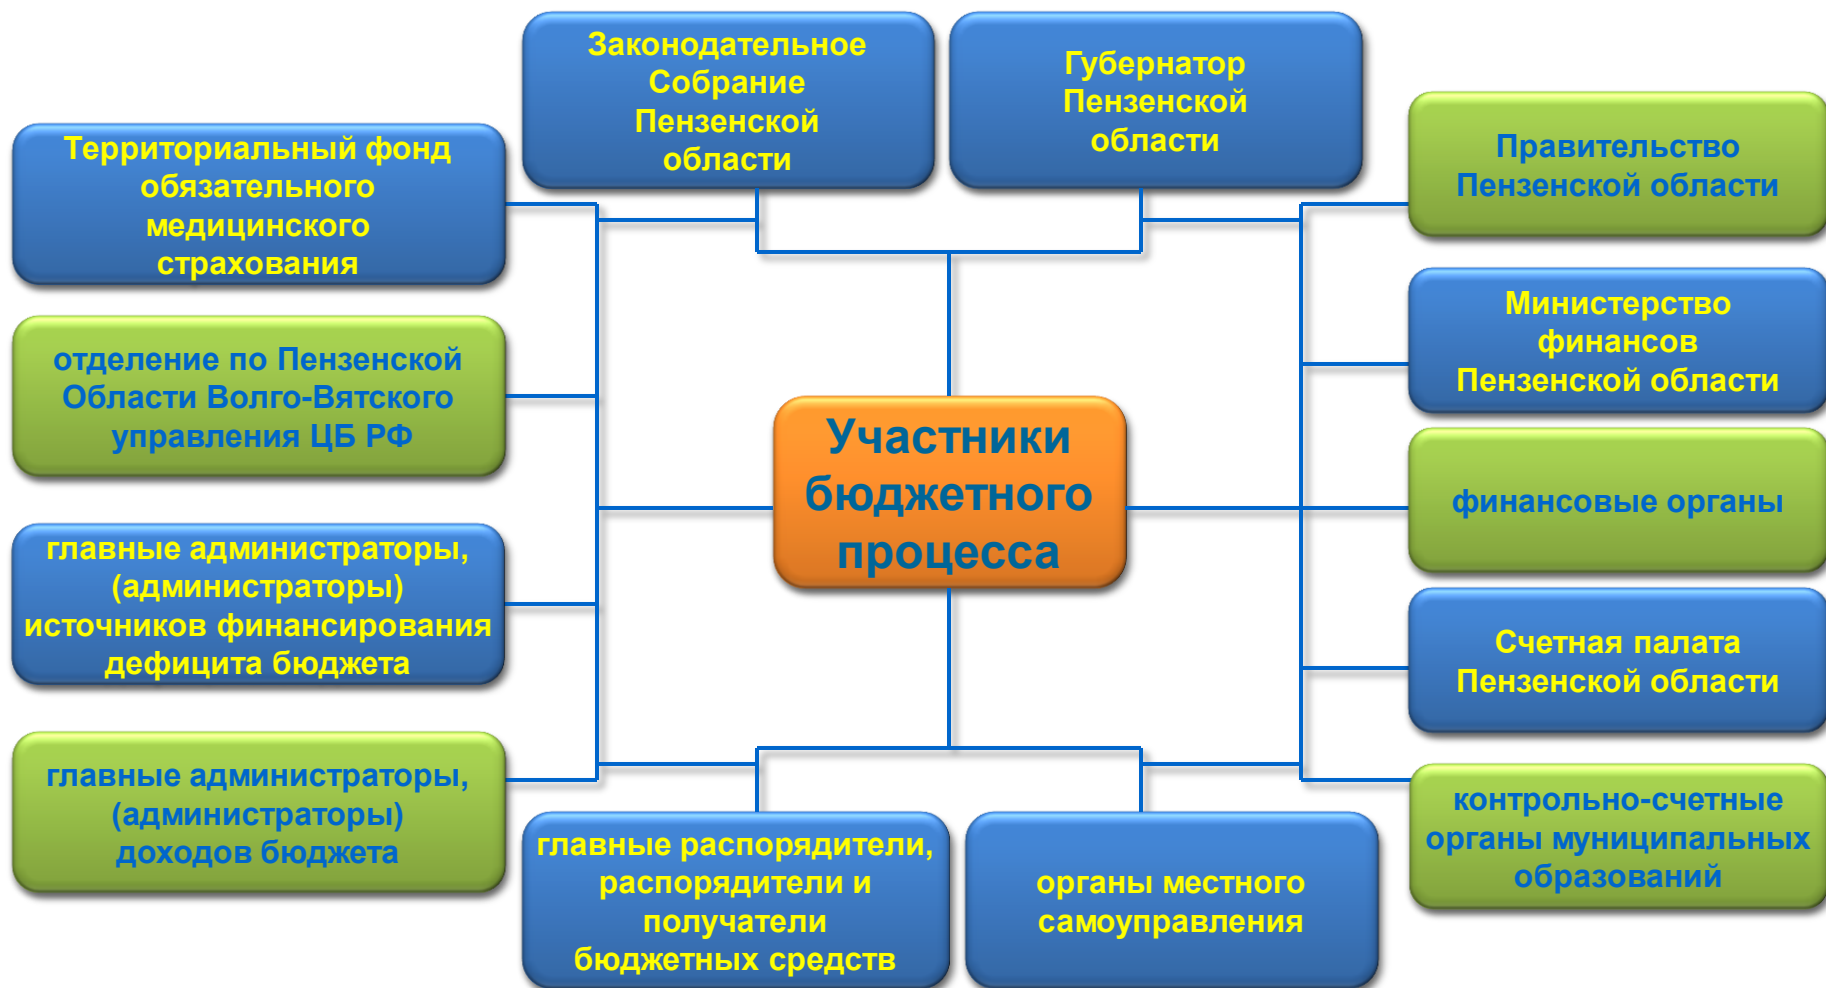 Законодательное
Собрание
Пензенской
области
Губернатор
Пензенской
области
Территориальный фонд
обязательного
медицинского
страхования
Правительство
Пензенской области
отделение по Пензенской
Области Волго-Вятского
управления ЦБ РФ
Министерство
финансов
Пензенской области
Участники
бюджетного
процесса
финансовые органы
главные администраторы,
(администраторы)
источников финансирования
дефицита бюджета
Счетная палата
Пензенской области
главные администраторы,
(администраторы)
доходов бюджета
контрольно-счетные
органы муниципальных
образований
главные распорядители,
распорядители и
получатели
бюджетных средств
органы местного
самоуправления